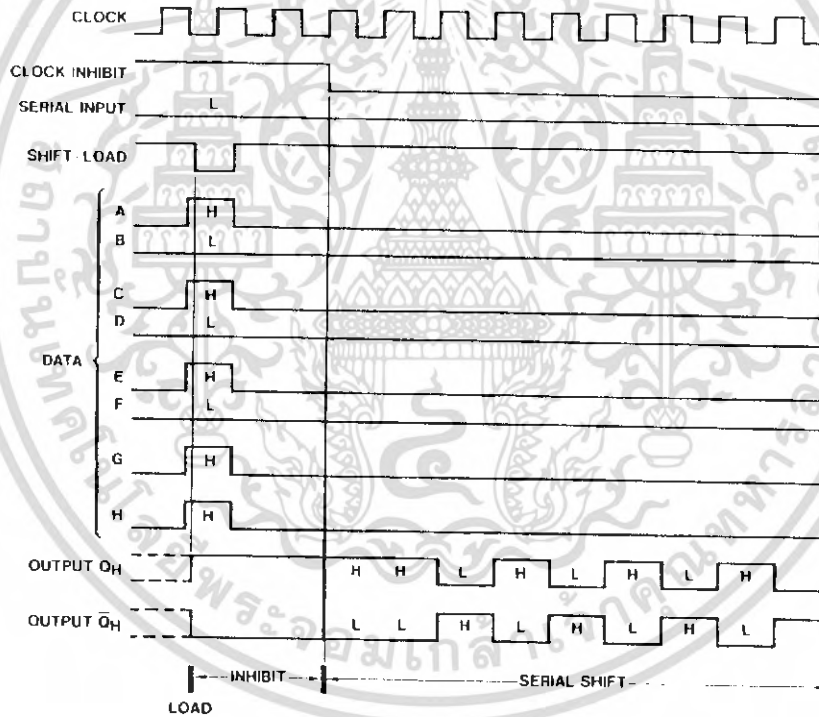 CLOCK
CLOCK INHIBIT
SERIAL INPUT L
SHIFT-LOAD
DATA
A H
B L
C H
D L
E H
F L
G H
H H
OUTPUT QH H H L H L H L H
OUTPUT Q̅H L L H L H L H L
INHIBIT SERIAL SHIFT
LOAD